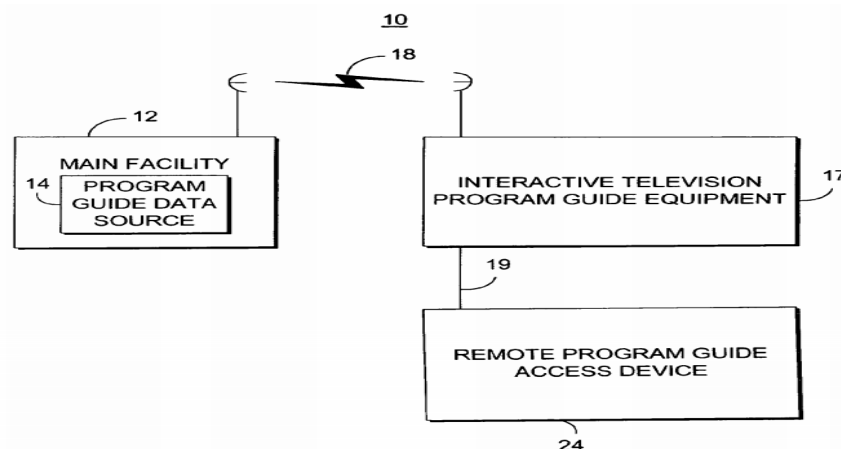 10
18
12
MAIN FACILITY
14
PROGRAM
GUIDE DATA
SOURCE
INTERACTIVE TELEVISION
PROGRAM GUIDE EQUIPMENT
17
19
REMOTE PROGRAM GUIDE
ACCESS DEVICE
24